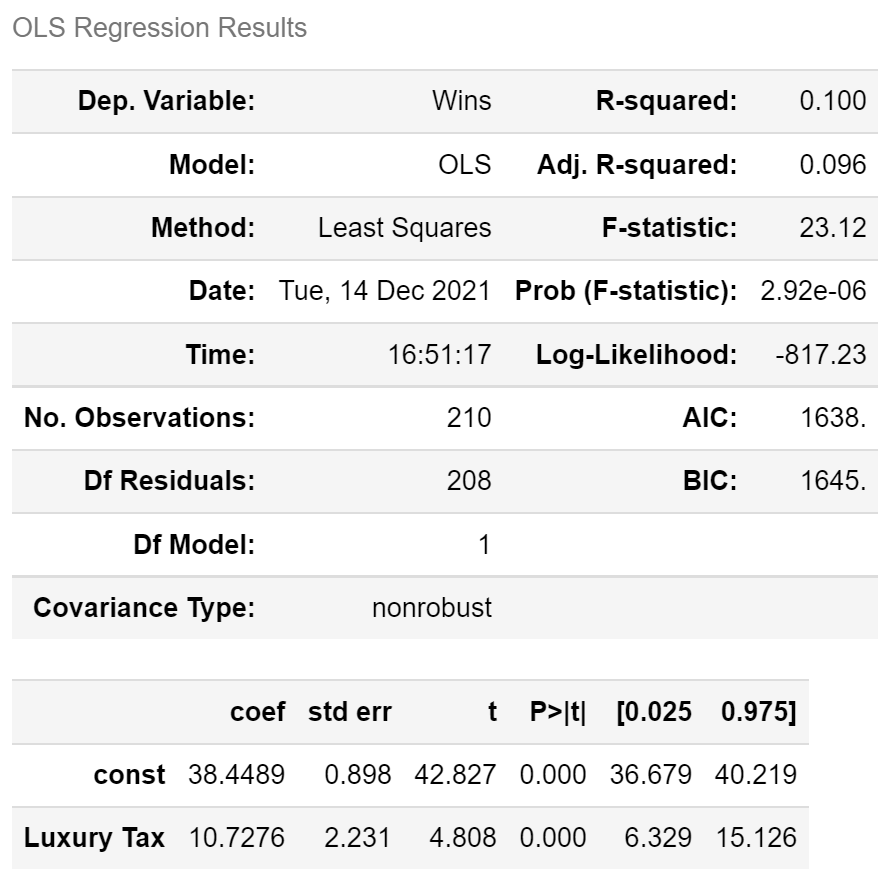 OLS Regression Results
Dep. Variable: Wins R-squared: 0.100
Model: OLS Adj. R-squared: 0.096
Method: Least Squares F-statistic: 23.12
Date: Tue, 14 Dec 2021 Prob (F-statistic): 2.92e-06
Time: 16:51:17 Log-Likelihood: -817.23
No. Observations: 210 AIC: 1638.
Df Residuals: 208 BIC: 1645.
Df Model: 1
Covariance Type: nonrobust
coef std err t P>|t| [0.025 0.975]
const 38.4489 0.898 42.827 0.000 36.679 40.219
Luxury Tax 10.7276 2.231 4.808 0.000 6.329 15.126